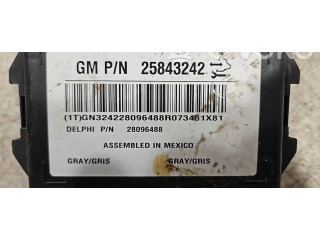 GM P/N 25843242
(1T)GN324228096488R073461X81
DELPHI P/N 28096488
ASSEMBLED IN MEXICO
GRAY/GRIS GRAY/GRIS